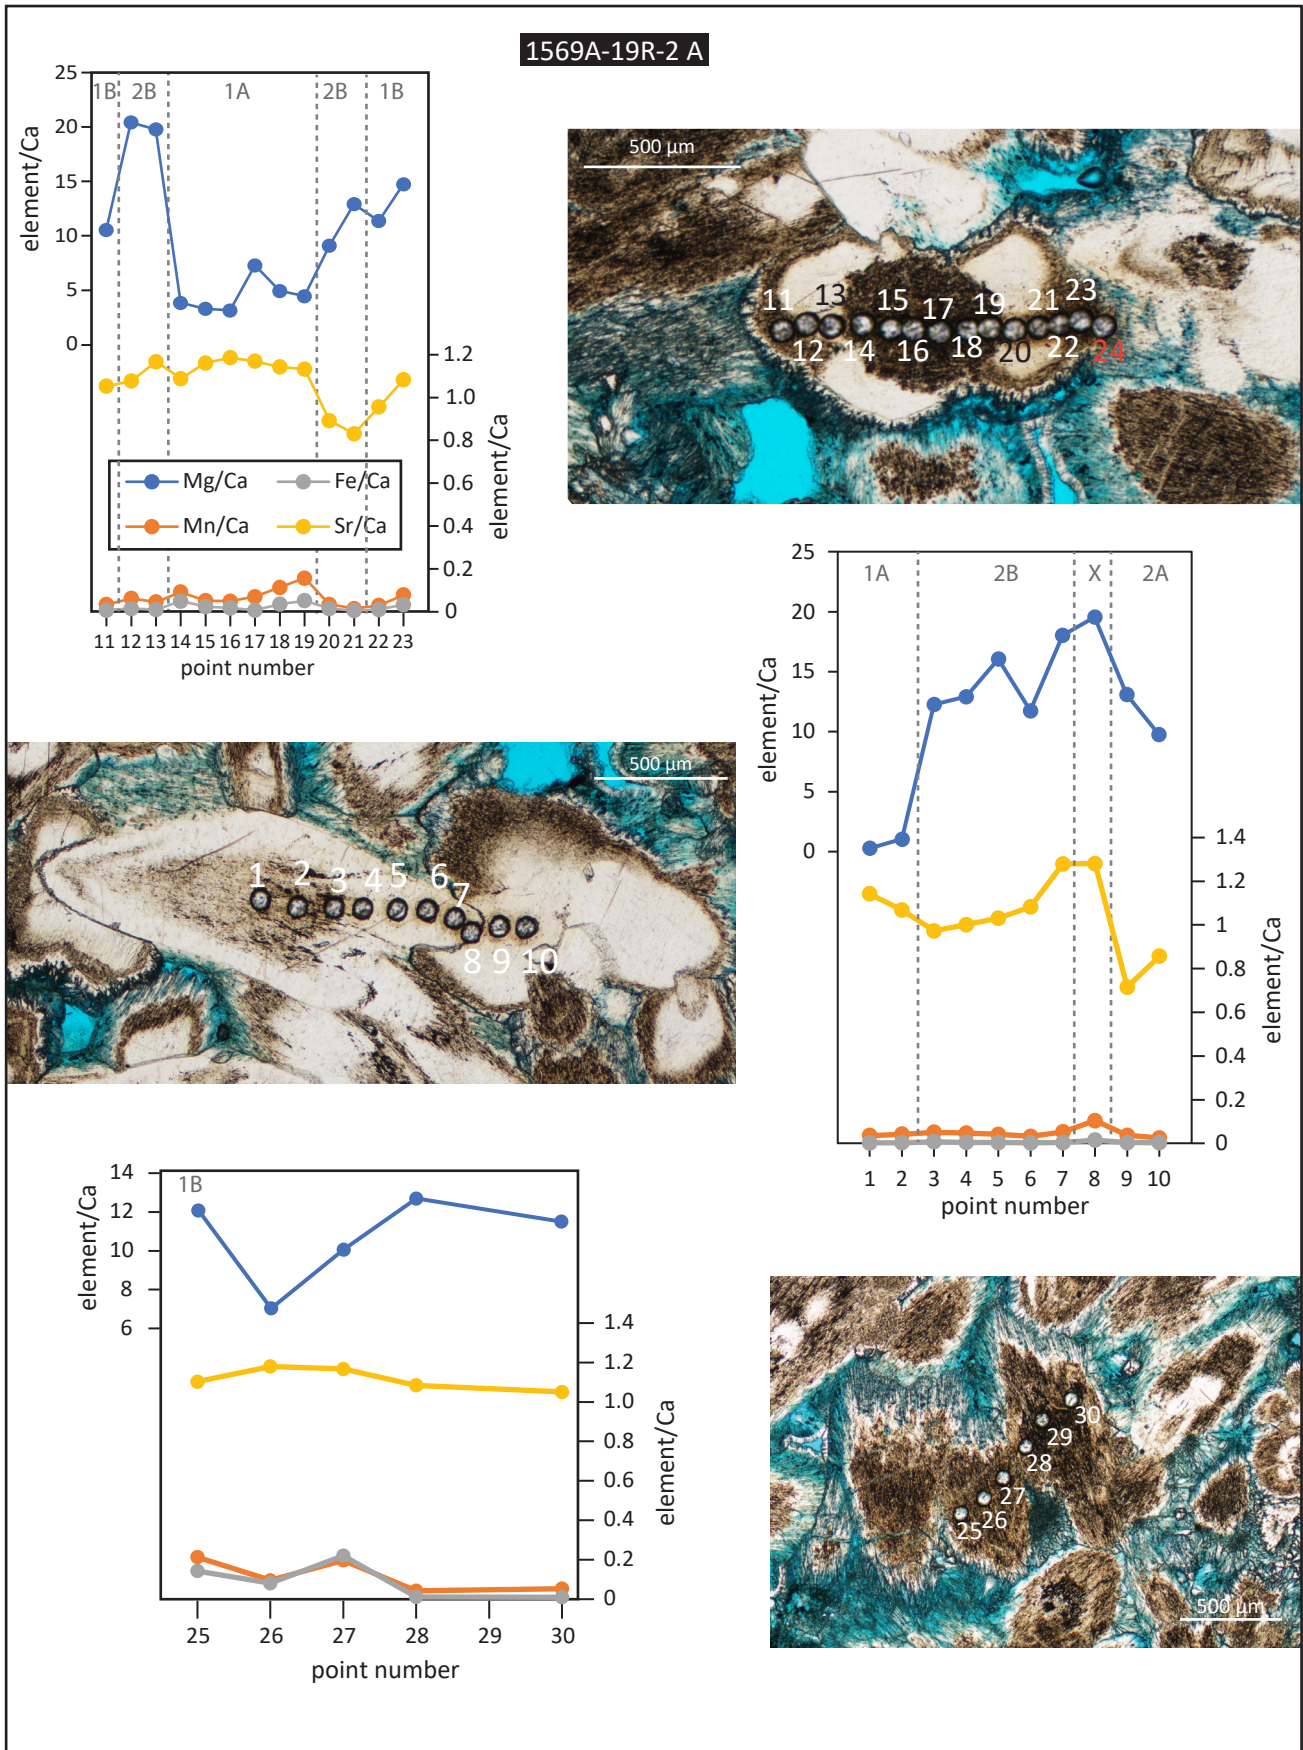 1569A-19R-2 A
25
20
15
10
5
0
element/Ca
1B 2B 1A 2B 1B
1.2
1.0
0.8
0.6
0.4
0.2
0
element/Ca
Mg/Ca Fe/Ca
Mn/Ca Sr/Ca
11 12 13 14 15 16 17 18 19 20 21 22 23
point number
500 µm
11 13 15 17 19 21 23
12 14 16 18 20 22 24
25
20
15
10
5
0
element/Ca
1A 2B X 2A
1.4
1.2
1
0.8
0.6
0.4
0.2
0
element/Ca
1 2 3 4 5 6 7 8 9 10
point number
500 µm
1 2 3 4 5 6 7
8 9 10
14
12
10
8
6
element/Ca
1B
1.4
1.2
1.0
0.8
0.6
0.4
0.2
0
element/Ca
25 26 27 28 29 30
point number
30
29
28
27
26
25
500 µm